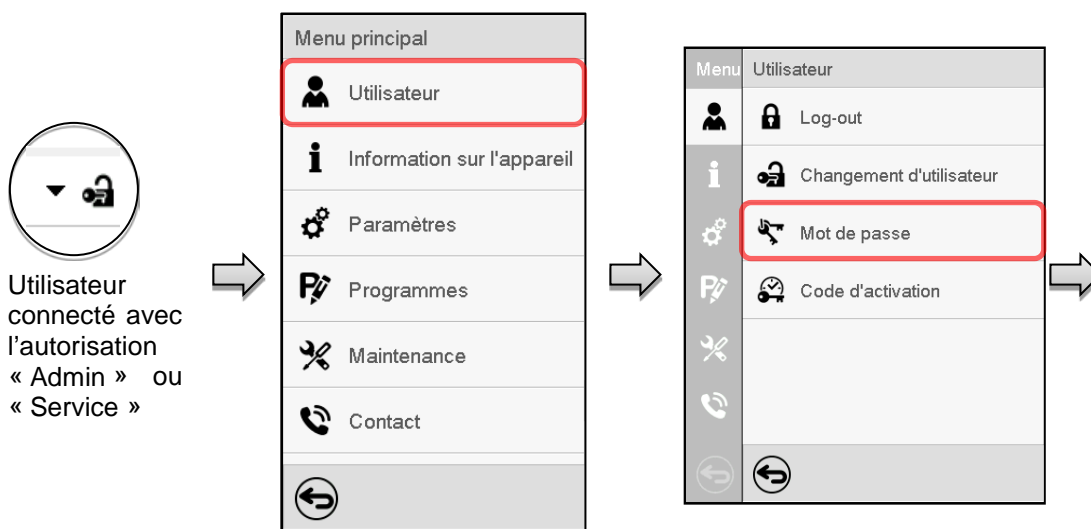 Utilisateur
connecté avec
l'autorisation
« Admin » ou
« Service »
Menu principal
Utilisateur
Information sur l'appareil
Paramètres
Programmes
Maintenance
Contact
Menu
Utilisateur
Log-out
Changement d'utilisateur
Mot de passe
Code d'activation